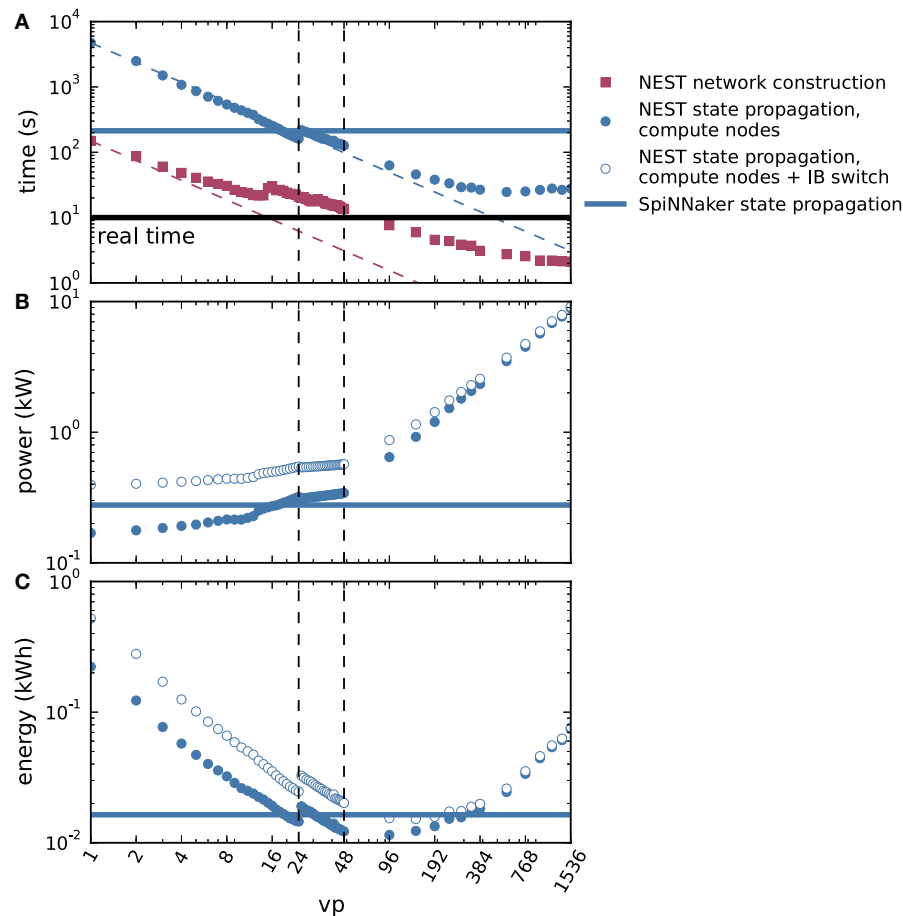 A
10^4
10^3
10^2
10^1
10^0
time (s)
real time
NEST network construction
NEST state propagation,
compute nodes
NEST state propagation,
compute nodes + IB switch
SpiNNaker state propagation
B
10^1
10^0
10^-1
power (kW)
C
10^0
10^-1
10^-2
energy (kWh)
1 2 4 8 16 24 48 96 192 384 768 1536
vp